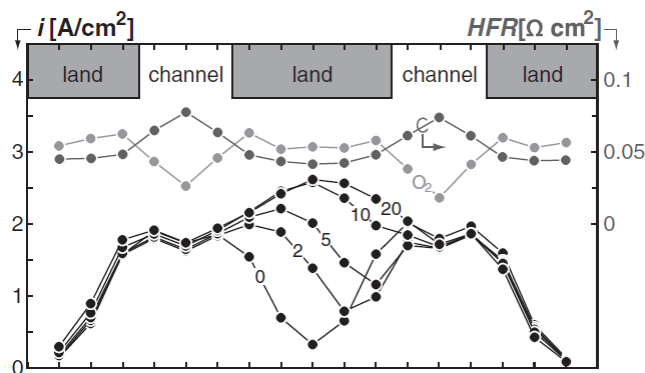 i [A/cm²] HFR[Ω cm²]
land channel land channel land
4 0.1
C
3 0.05
O₂
20
10
2 0
5
2
0
1
0